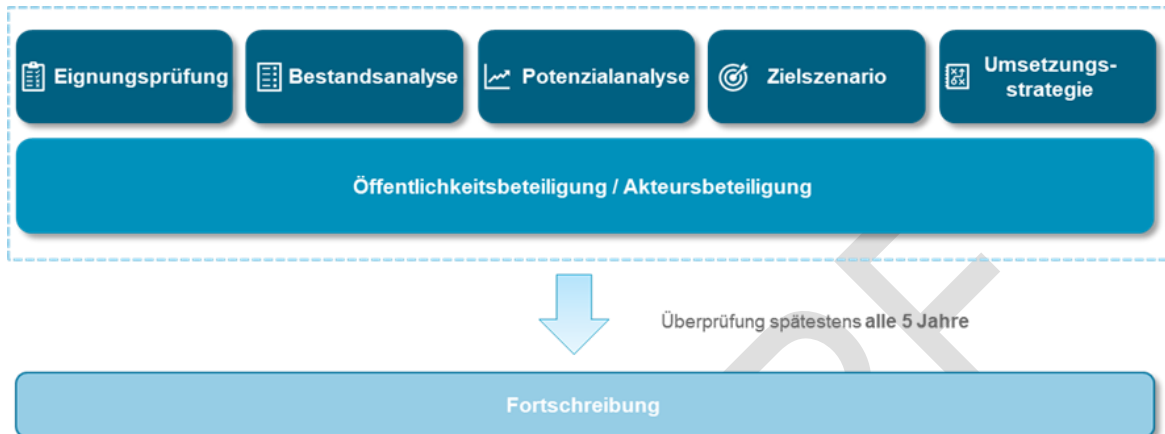 Eignungsprüfung
Bestandsanalyse
Potenzialanalyse
Zielszenario
Umsetzungs-
strategie
Öffentlichkeitsbeteiligung / Akteursbeteiligung
Überprüfung spätestens alle 5 Jahre
Fortschreibung